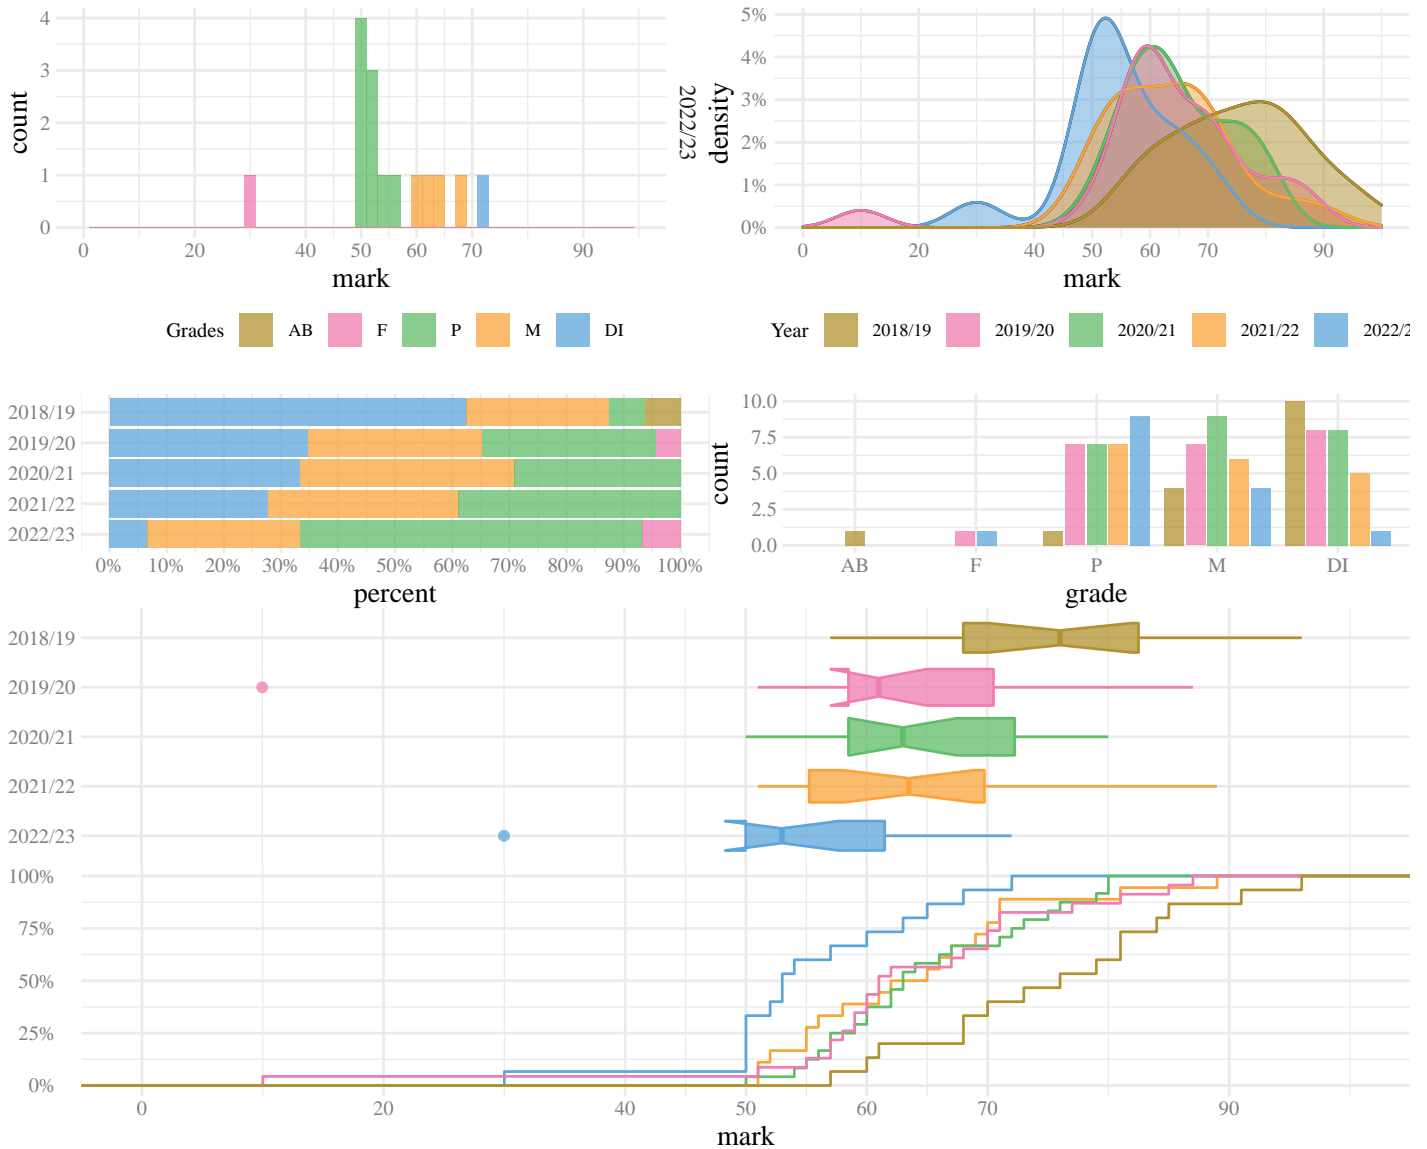 4
3
2
1
0
count
0 20 40 50 60 70 90
mark
2022/23
5%
4%
3%
2%
1%
0%
density
0 20 40 50 60 70 90
mark
Grades AB F P M DI
Year 2018/19 2019/20 2020/21 2021/22 2022/2
2018/19
2019/20
2020/21
2021/22
2022/23
0% 10% 20% 30% 40% 50% 60% 70% 80% 90% 100%
percent
10.0
7.5
5.0
2.5
0.0
count
AB F P M DI
grade
2018/19
2019/20
2020/21
2021/22
2022/23
100%
75%
50%
25%
0%
0 20 40 50 60 70 90
mark